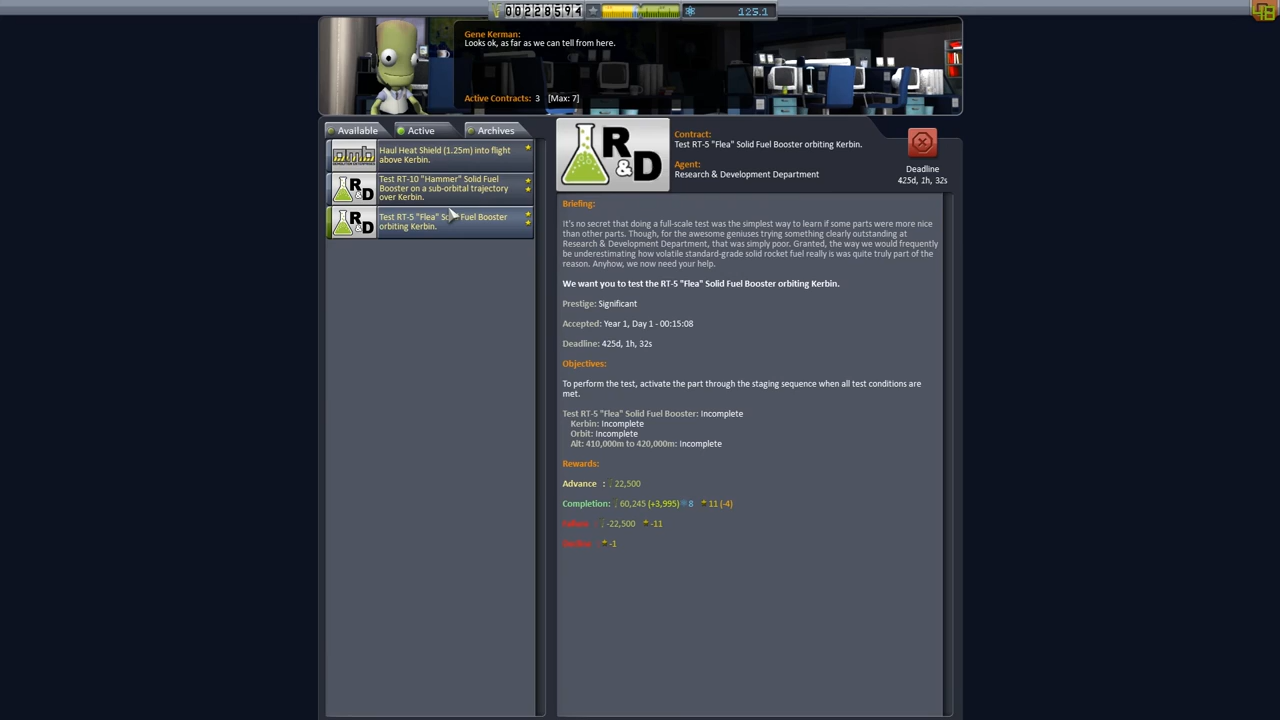 00228594
125.1
Gene Kerman:
Looks ok, as far as we can tell from here.
Active Contracts: 3 [Max: 7]
Available
Active
Archives
Haul Heat Shield (1.25m) into flight
above Kerbin.
Test RT-10 "Hammer" Solid Fuel
Booster on a sub-orbital trajectory
over Kerbin.
Test RT-5 "Flea" Fuel Booster
orbiting Kerbin.
R&D
Contract:
Test RT-5 "Flea" Solid Fuel Booster orbiting Kerbin.
Agent:
Research & Development Department
Deadline
425d, 1h, 32s
Briefing:
It's no secret that doing a full-scale test was the simplest way to learn if some parts were more nice
than other parts. Though, for the awesome geniuses trying something clearly outstanding at
Research & Development Department, that was simply poor. Granted, the way we would frequently
be underestimating how volatile standard-grade solid rocket fuel really is was quite truly part of the
reason. Anyhow, we now need your help.
We want you to test the RT-5 "Flea" Solid Fuel Booster orbiting Kerbin.
Prestige: Significant
Accepted: Year 1, Day 1 - 00:15:08
Deadline: 425d, 1h, 32s
Objectives:
To perform the test, activate the part through the staging sequence when all test conditions are
met.
Test RT-5 "Flea" Solid Fuel Booster: Incomplete
Kerbin: Incomplete
Orbit: Incomplete
Alt: 410,000m to 420,000m: Incomplete
Rewards:
Advance : 22,500
Completion: 60,245 (+3,995) 8 11 (-4)
Failure : -22,500 -11
-1